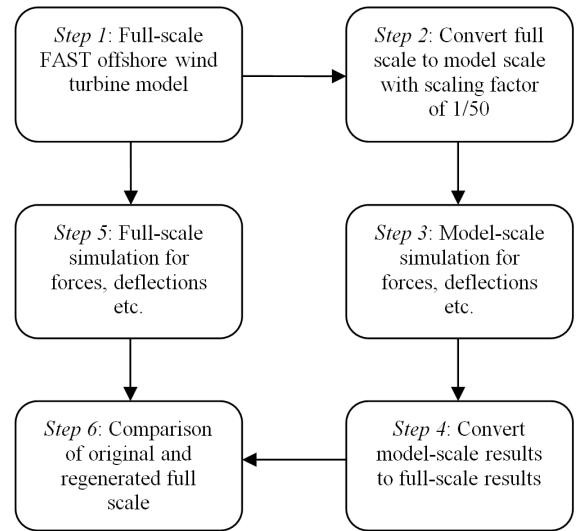 Step 1: Full-scale
FAST offshore wind
turbine model
Step 2: Convert full
scale to model scale
with scaling factor
of 1/50
Step 5: Full-scale
simulation for
forces, deflections
etc.
Step 3: Model-scale
simulation for
forces, deflections
etc.
Step 6: Comparison
of original and
regenerated full
scale
Step 4: Convert
model-scale results
to full-scale results